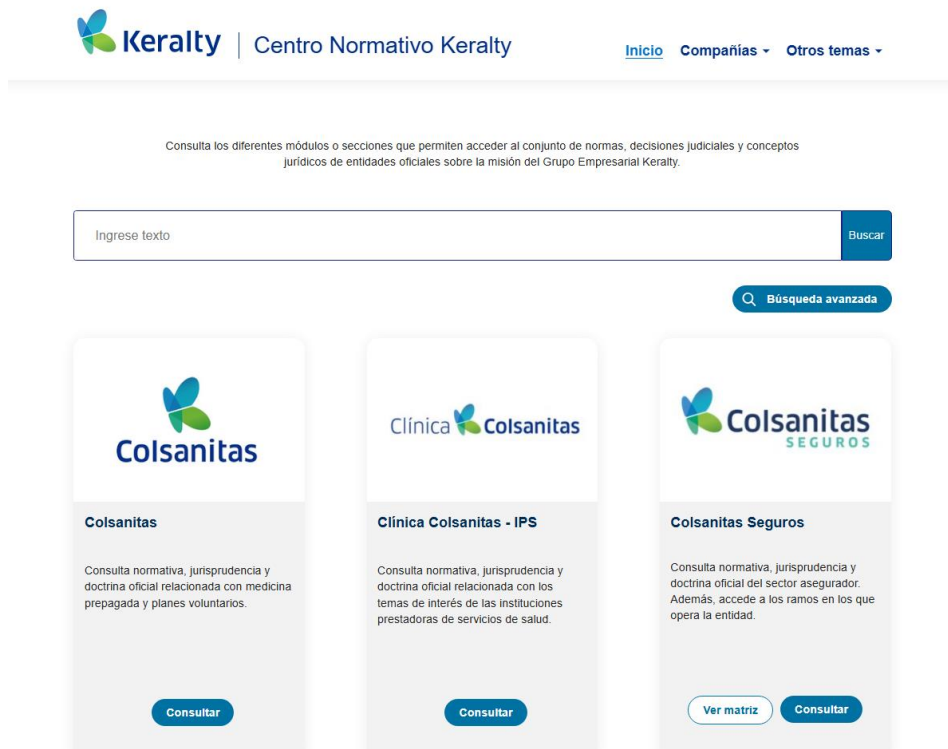 Keralty | Centro Normativo Keralty
Inicio Compañías Otros temas
Consulta los diferentes módulos o secciones que permiten acceder al conjunto de normas, decisiones judiciales y conceptos
jurídicos de entidades oficiales sobre la misión del Grupo Empresarial Keralty.
Ingrese texto
Buscar
Búsqueda avanzada
Colsanitas
Colsanitas
Consulta normativa, jurisprudencia y
doctrina oficial relacionada con medicina
prepagada y planes voluntarios.
Consultar
Clínica Colsanitas
Clínica Colsanitas - IPS
Consulta normativa, jurisprudencia y
doctrina oficial relacionada con los
temas de interés de las instituciones
prestadoras de servicios de salud.
Consultar
Colsanitas
SEGUROS
Colsanitas Seguros
Consulta normativa, jurisprudencia y
doctrina oficial del sector asegurador.
Además, accede a los ramos en los que
opera la entidad.
Ver matriz Consultar